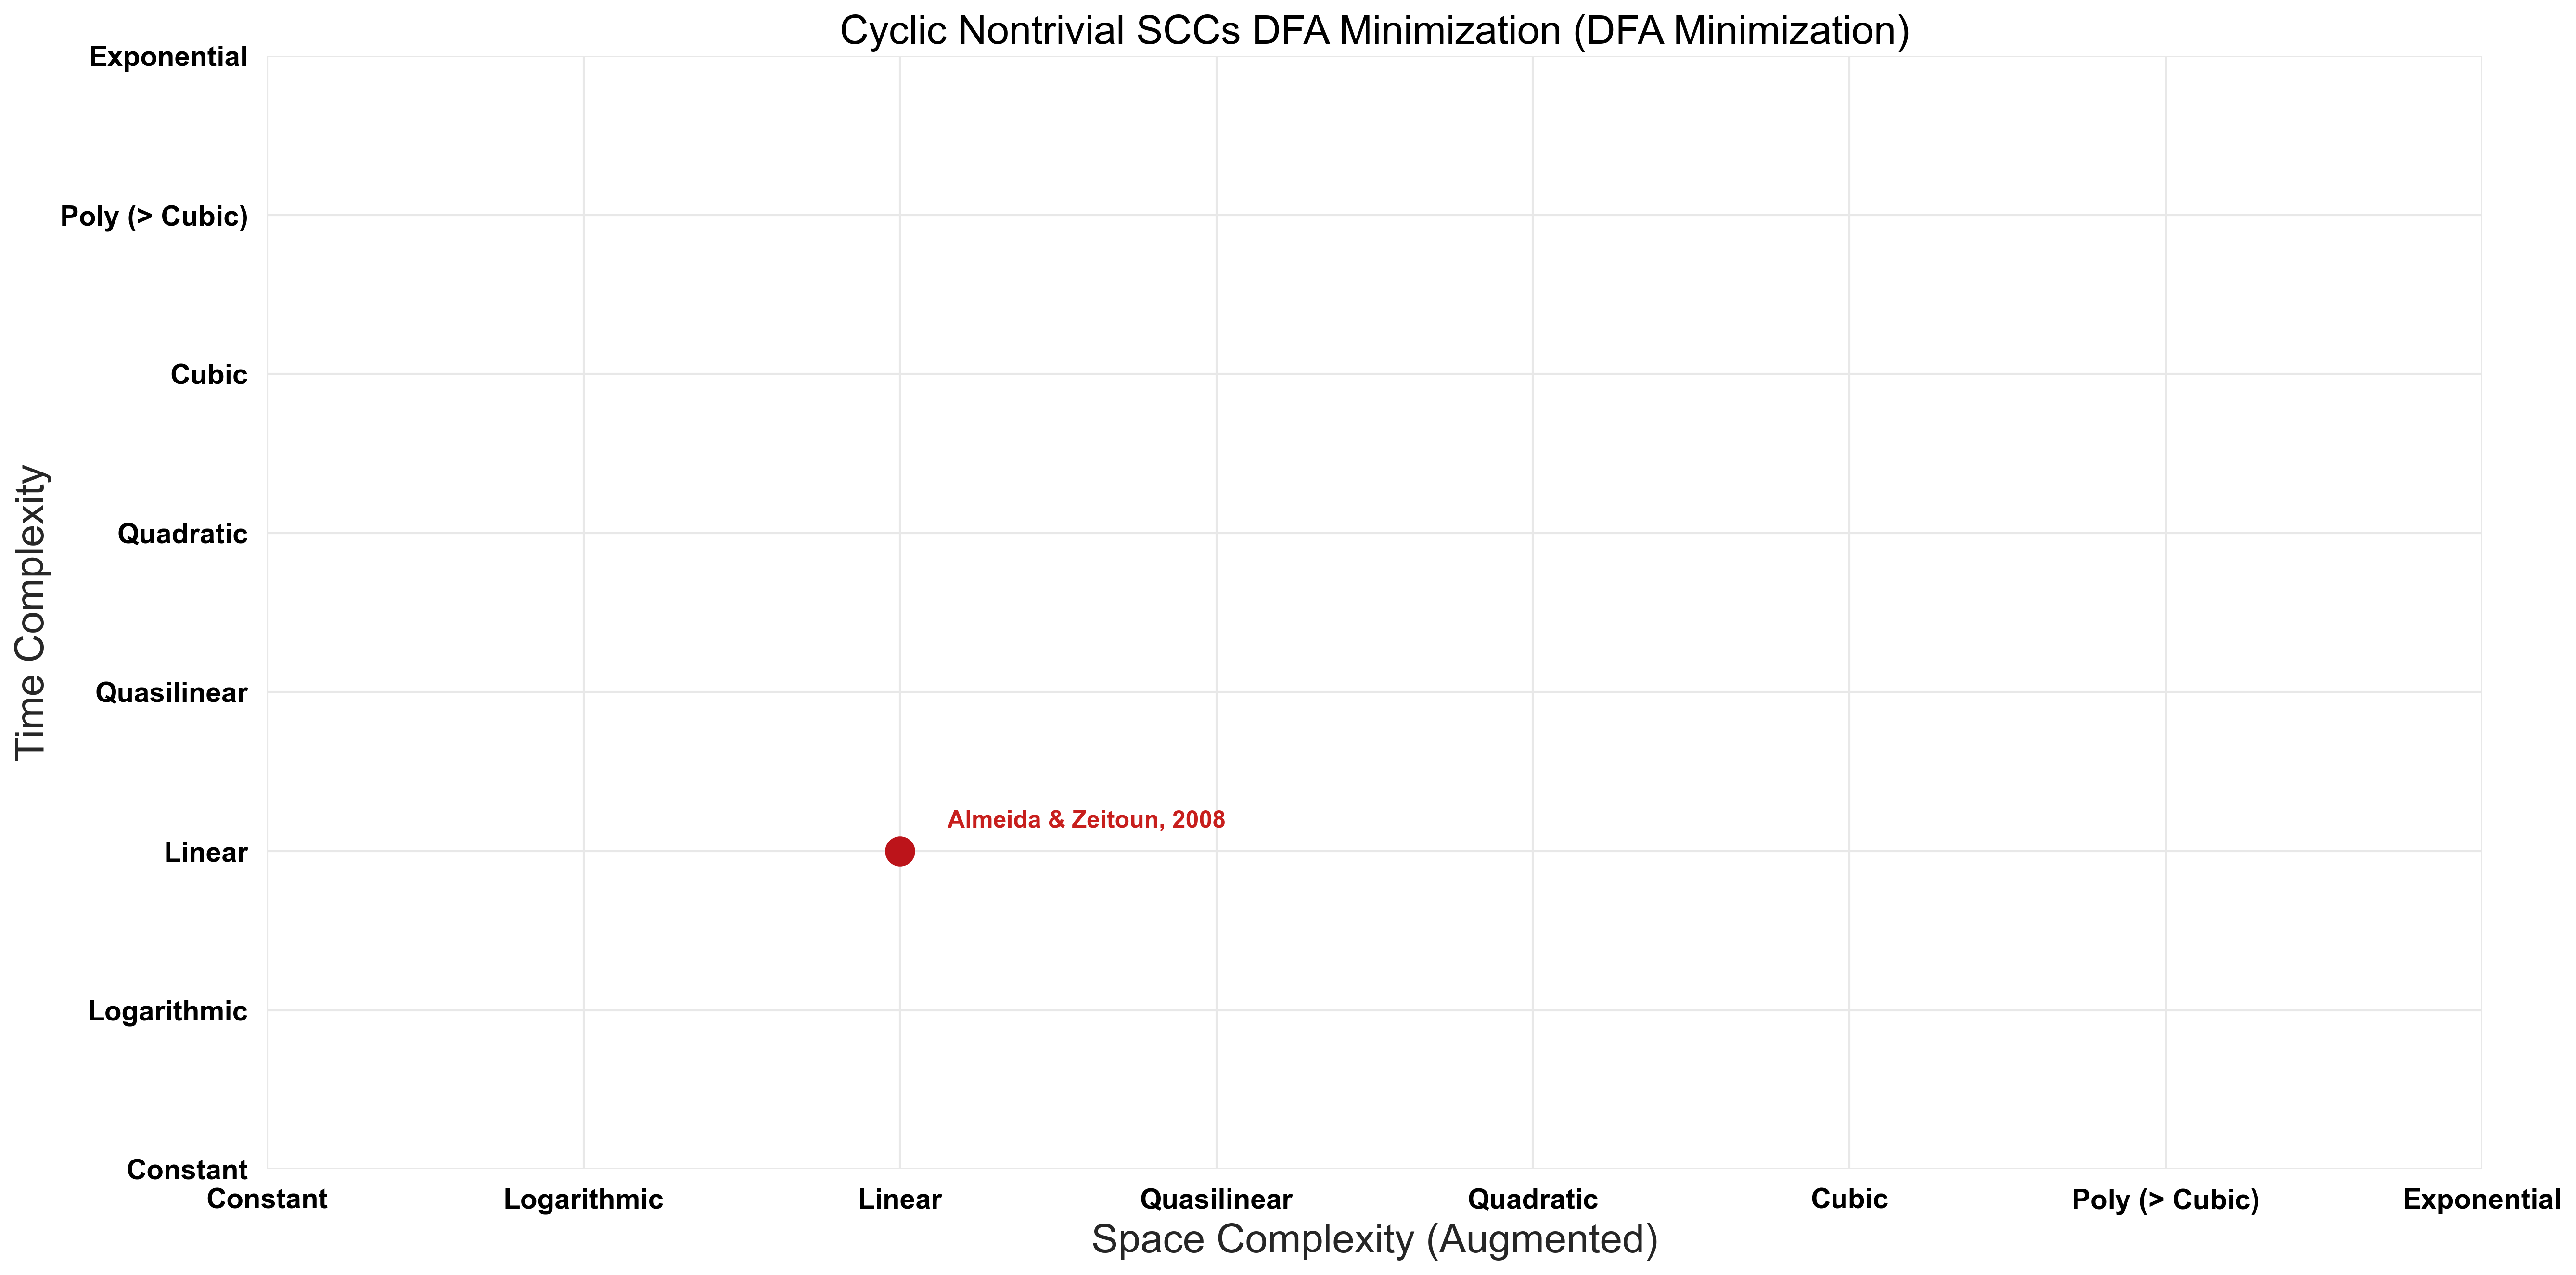 Cyclic Nontrivial SCCs DFA Minimization (DFA Minimization)
Exponential
Poly (> Cubic)
Cubic
Quadratic
Quasilinear
Linear
Logarithmic
Constant
Time Complexity
Almeida & Zeitoun, 2008
Constant Logarithmic Linear Quasilinear Quadratic Cubic Poly (> Cubic) Exponential
Space Complexity (Augmented)